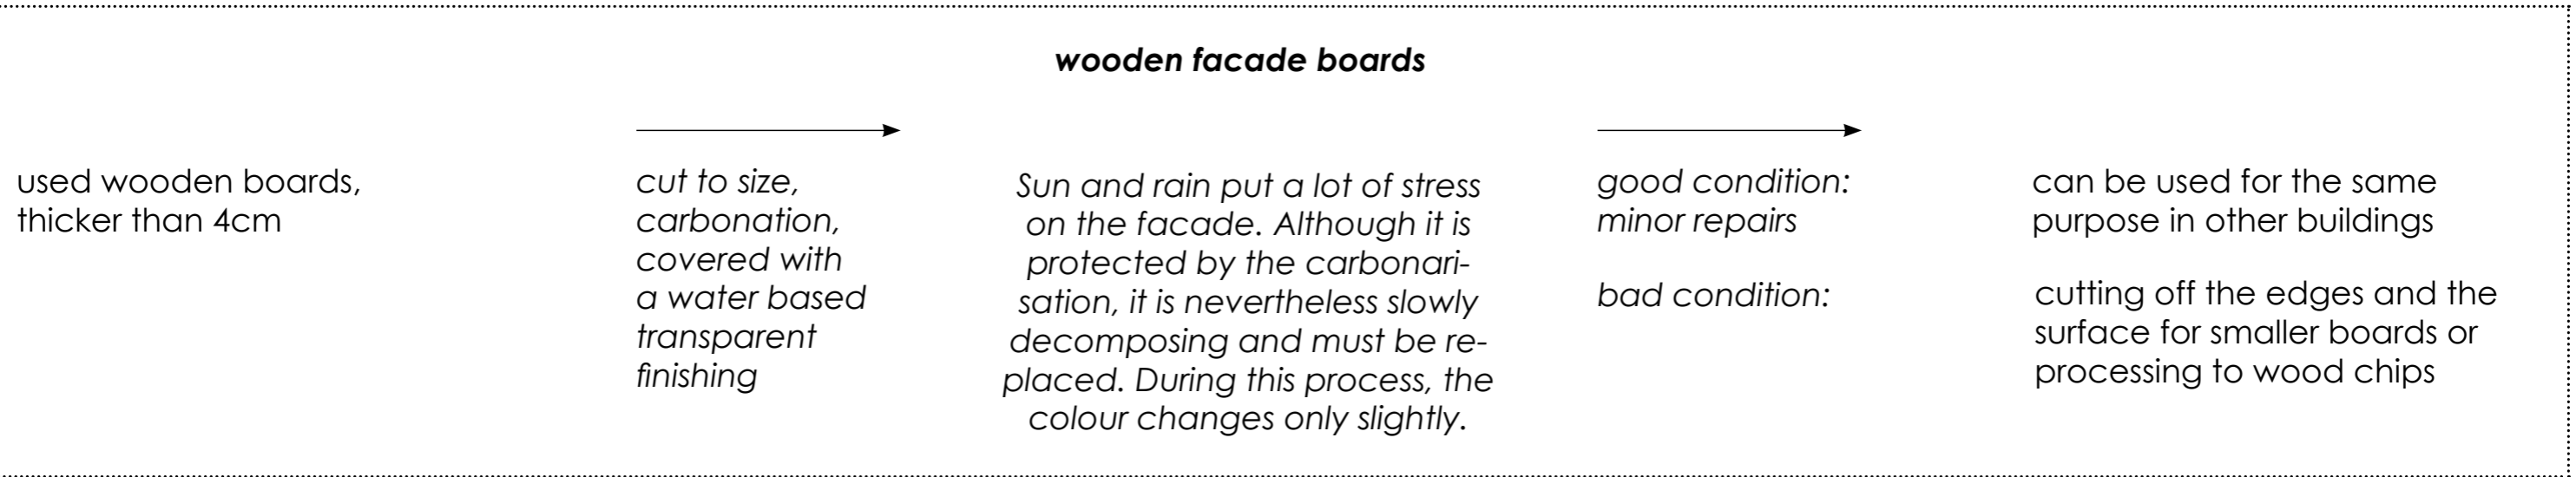 wooden facade boards
used wooden boards,
thicker than 4cm
cut to size,
carbonation,
covered with
a water based
transparent
finishing
Sun and rain put a lot of stress
on the facade. Although it is
protected by the carbonari-
sation, it is nevertheless slowly
decomposing and must be re-
placed. During this process, the
colour changes only slightly.
good condition:
minor repairs
bad condition:
can be used for the same
purpose in other buildings
cutting off the edges and the
surface for smaller boards or
processing to wood chips